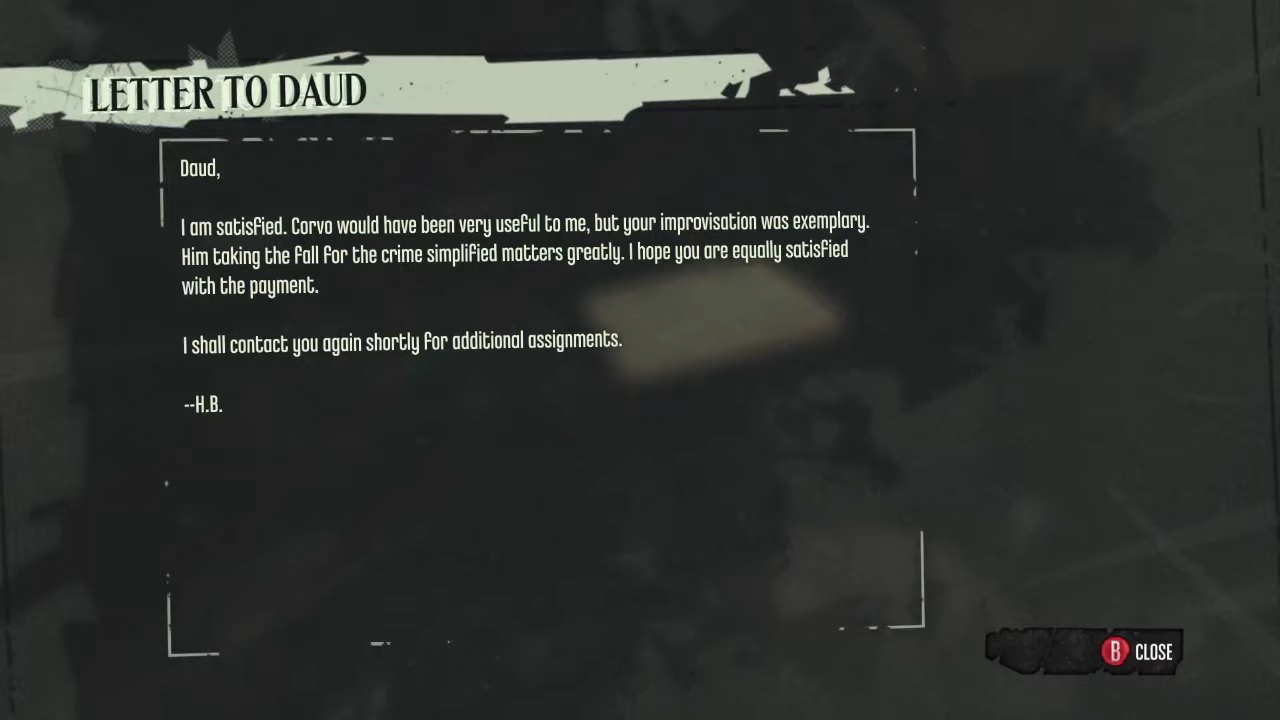 LETTER TO DAUD
Daud,
I am satisfied. Corvo would have been very useful to me, but your improvisation was exemplary.
Him taking the fall for the crime simplified matters greatly. I hope you are equally satisfied
with the payment.
I shall contact you again shortly for additional assignments.
--H.B.
B CLOSE